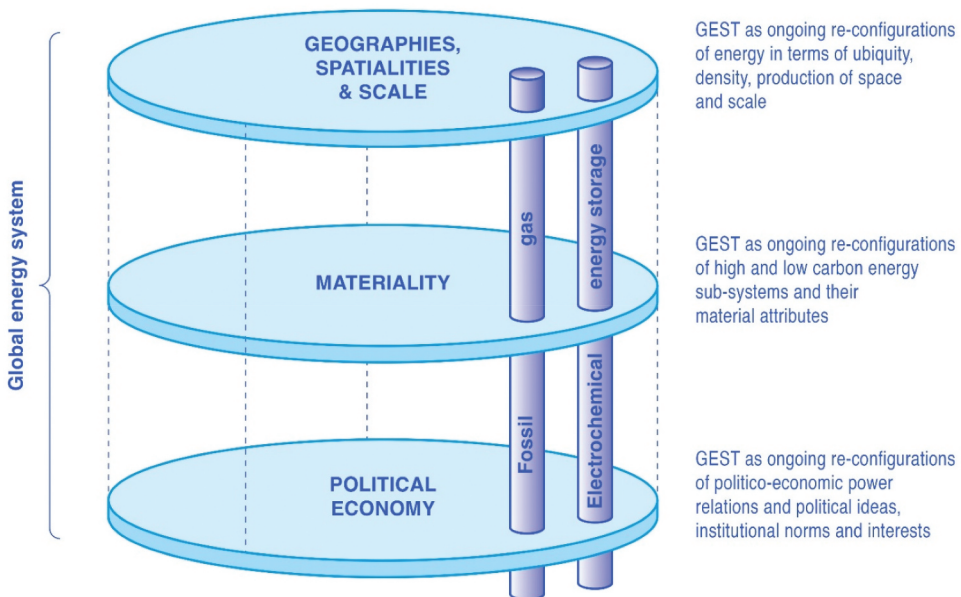 GEOGRAPHIES,
SPATIALITIES
& SCALE
GEST as ongoing re-configurations
of energy in terms of ubiquity,
density, production of space
and scale
Global energy system
gas
energy storage
MATERIALITY
GEST as ongoing re-configurations
of high and low carbon energy
sub-systems and their
material attributes
Fossil
Electrochemical
POLITICAL
ECONOMY
GEST as ongoing re-configurations
of politico-economic power
relations and political ideas,
institutional norms and interests